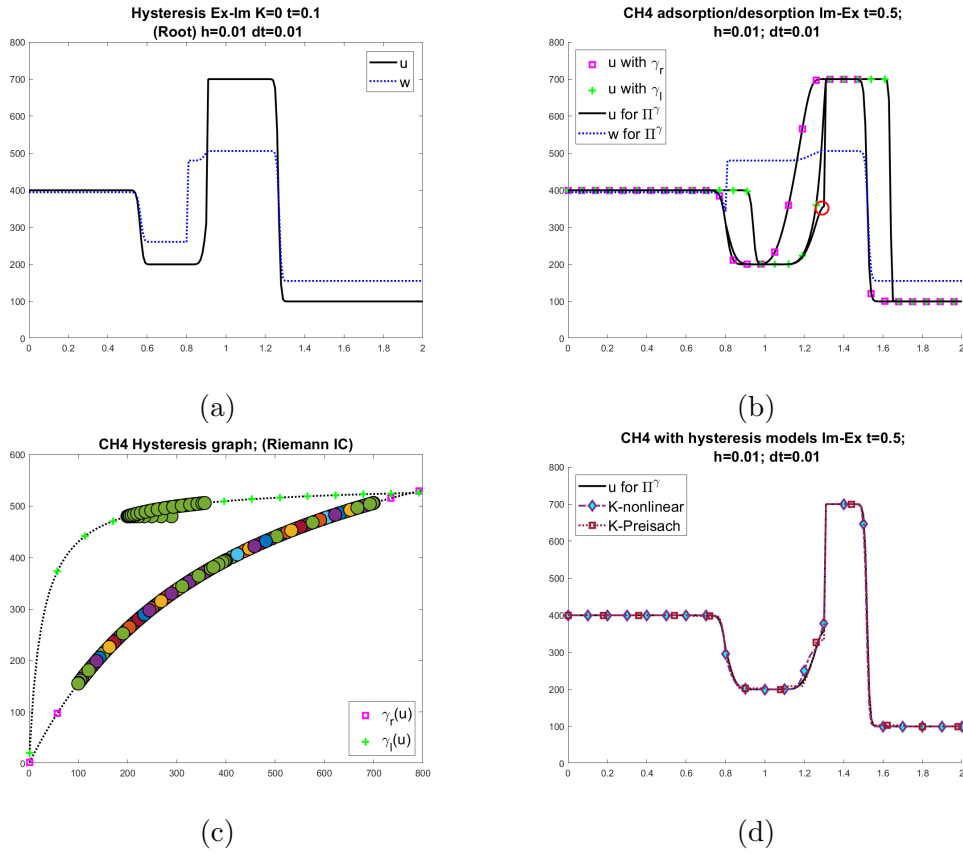 Hysteresis Ex-Im K=0 t=0.1
(Root) h=0.01 dt=0.01
800
700
600
500
400
300
200
100
0
0 0.2 0.4 0.6 0.8 1 1.2 1.4 1.6 1.8 2
u
w
(a)
CH4 adsorption/desorption Im-Ex t=0.5;
h=0.01; dt=0.01
800
700
600
500
400
300
200
100
0
0 0.2 0.4 0.6 0.8 1 1.2 1.4 1.6 1.8 2
u with γ_r
u with γ_l
u for Π^γ
w for Π^γ
(b)
CH4 Hysteresis graph; (Riemann IC)
600
500
400
300
200
100
0
0 100 200 300 400 500 600 700 800
γ_r(u)
γ_l(u)
(c)
CH4 with hysteresis models Im-Ex t=0.5;
h=0.01; dt=0.01
800
700
600
500
400
300
200
100
0
0 0.2 0.4 0.6 0.8 1 1.2 1.4 1.6 1.8 2
u for Π^γ
K-nonlinear
K-Preisach
(d)